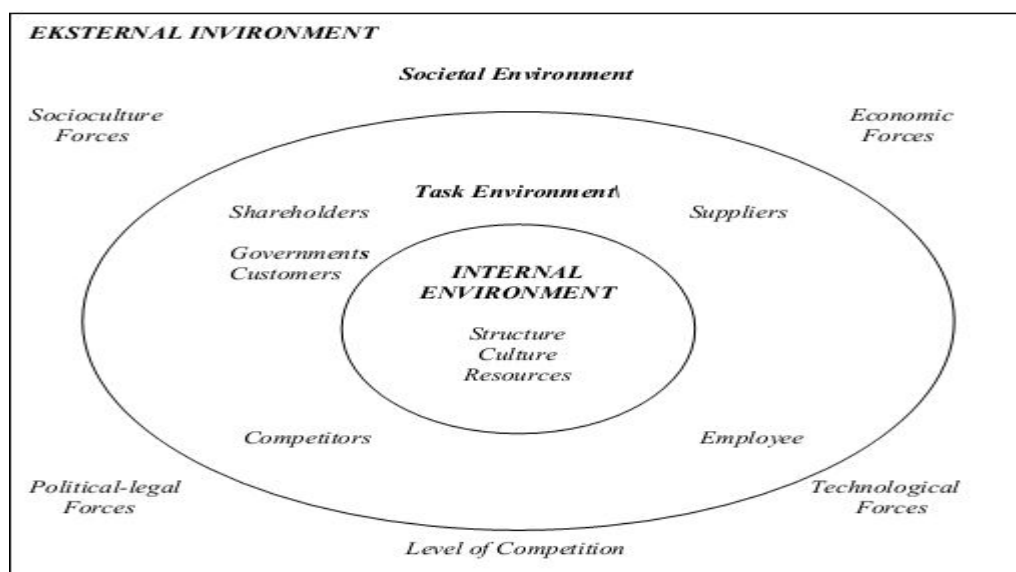 EKSTERNAL INVIRONMENT
Societal Environment
Socioculture
Forces
Economic
Forces
Task Environment\
Shareholders
Suppliers
Governments
Customers
INTERNAL
ENVIRONMENT
Structure
Culture
Resources
Competitors
Employee
Political-legal
Forces
Technological
Forces
Level of Competition